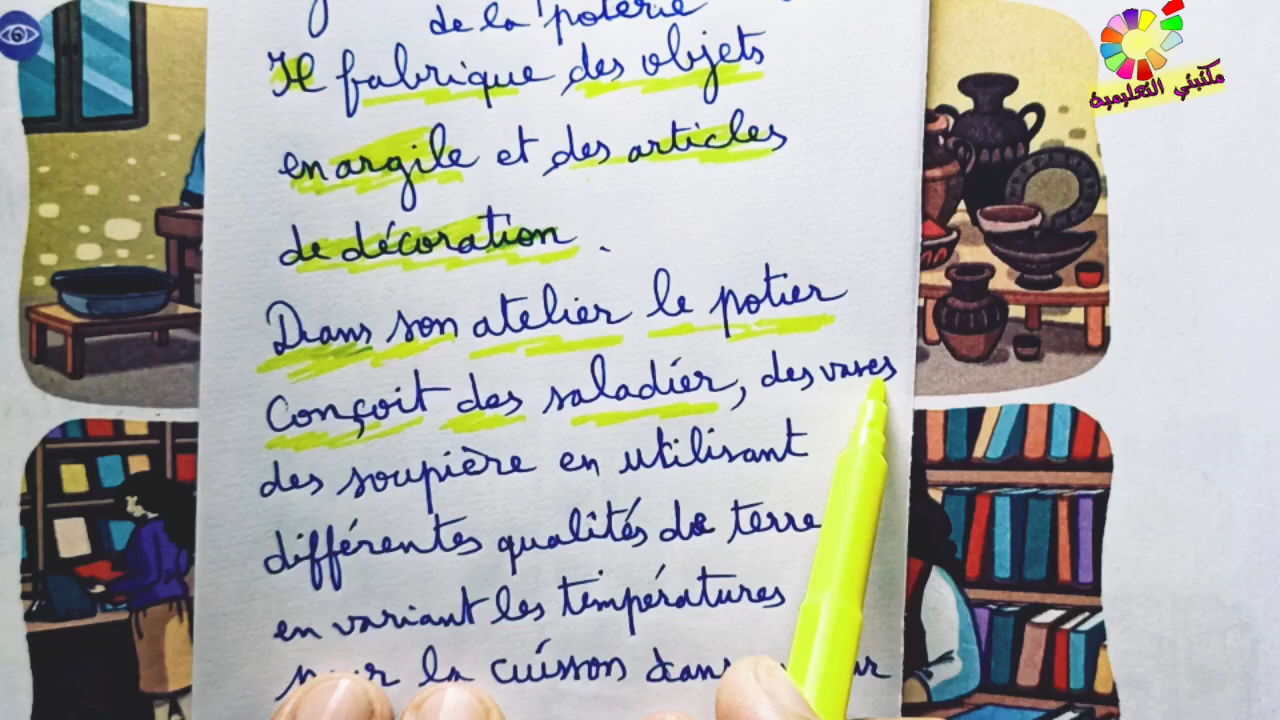 de la poterie
Il fabrique des objets
en argile et des articles
de décoration.
Dans son atelier le potier
Conçoit des saladier, des vases
des soupière en utilisant
différentes qualités de terre
en variant les températures
la cuisson dans
مكتبتي التعليمية